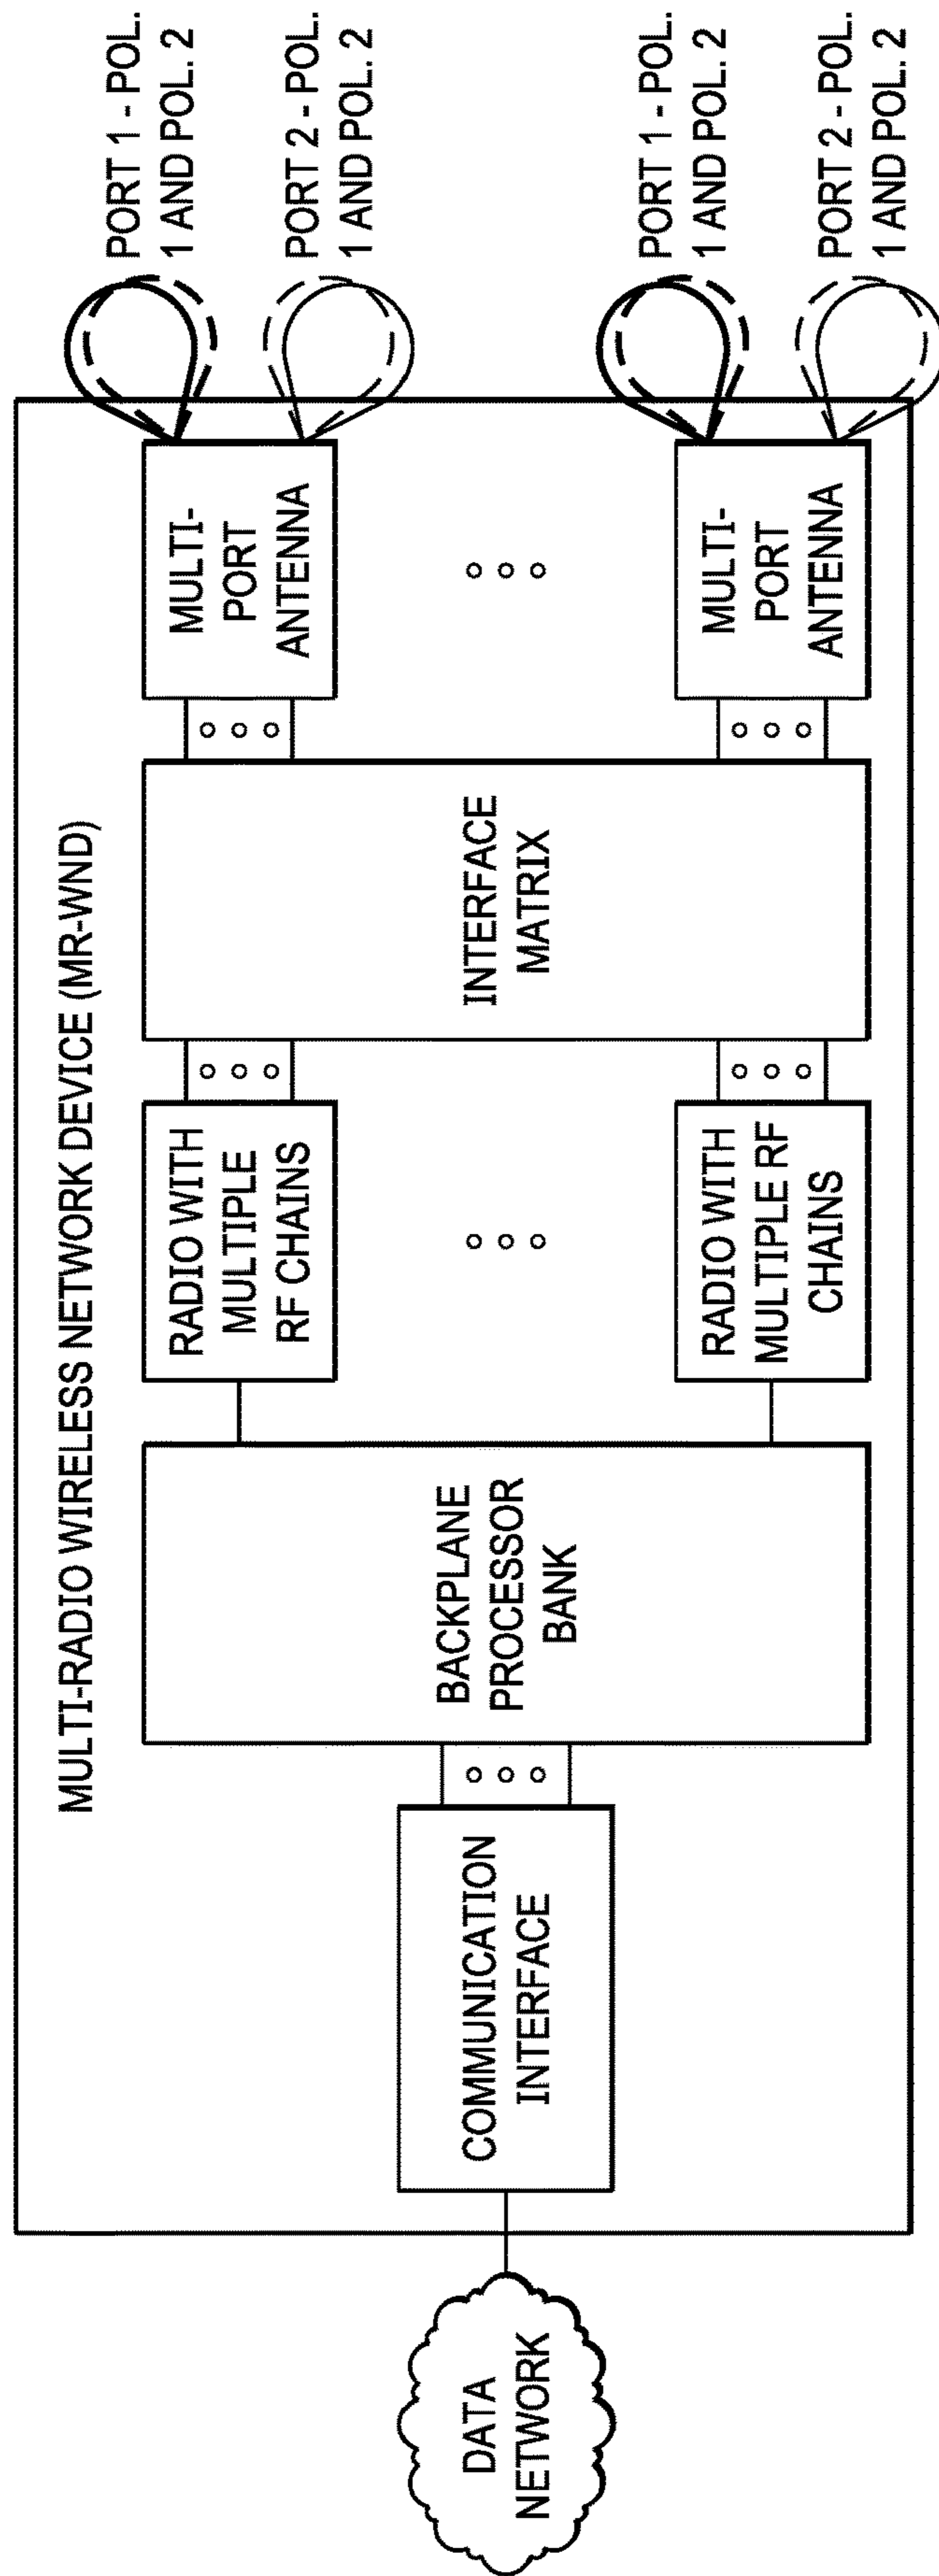 MULTI-RADIO WIRELESS NETWORK DEVICE (MR-WND)
DATA
NETWORK
COMMUNICATION
INTERFACE
BACKPLANE
PROCESSOR
BANK
RADIO WITH
MULTIPLE
RF CHAINS
RADIO WITH
MULTIPLE RF
CHAINS
INTERFACE
MATRIX
MULTI-
PORT
ANTENNA
MULTI-
PORT
ANTENNA
PORT 1 - POL.
1 AND POL. 2
PORT 2 - POL.
1 AND POL. 2
PORT 1 - POL.
1 AND POL. 2
PORT 2 - POL.
1 AND POL. 2